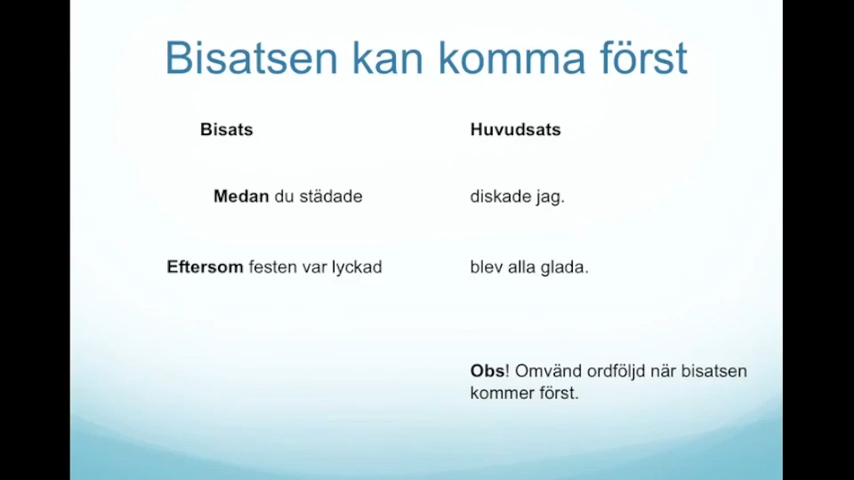 Bisatsen kan komma först
Bisats Huvudsats
Medan du städade diskade jag.
Eftersom festen var lyckad blev alla glada.
Obs! Omvänd ordföljd när bisatsen
kommer först.